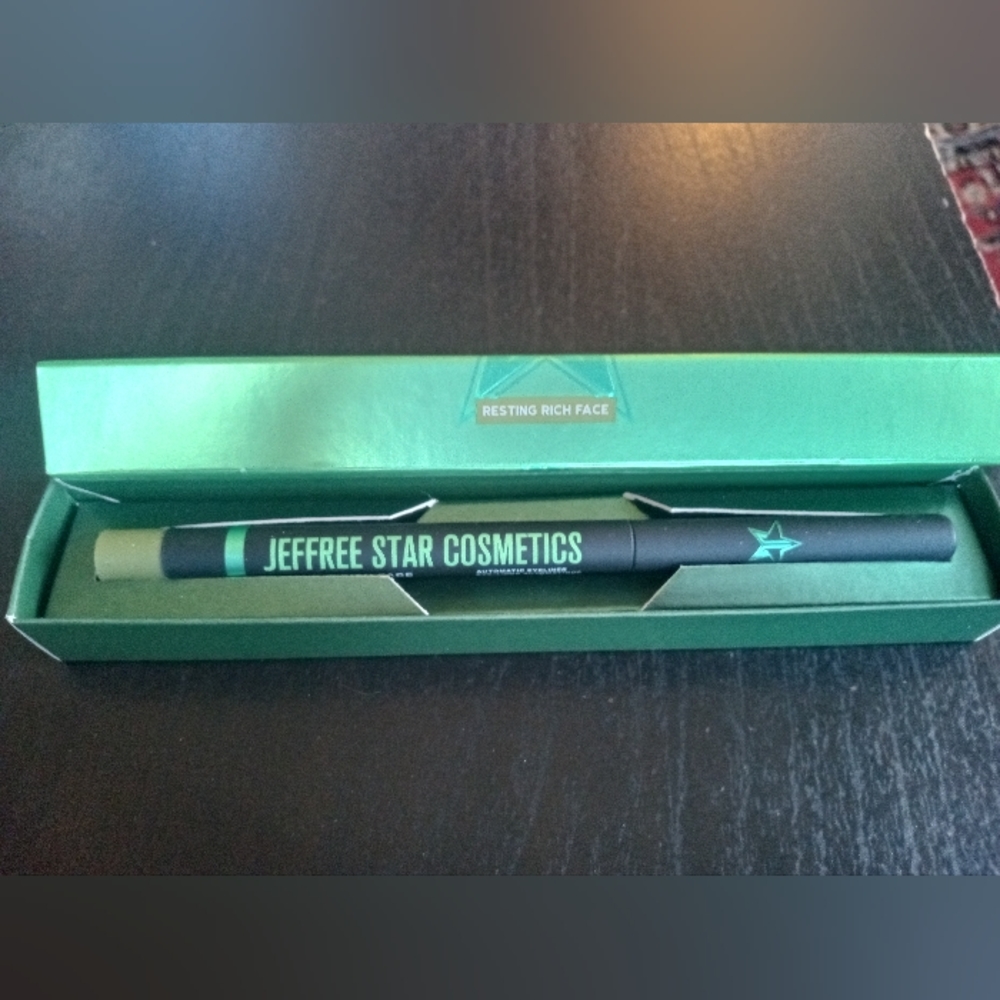 RESTING RICH FACE
JEFFREE STAR COSMETICS
AUTOMATIC EYELINER